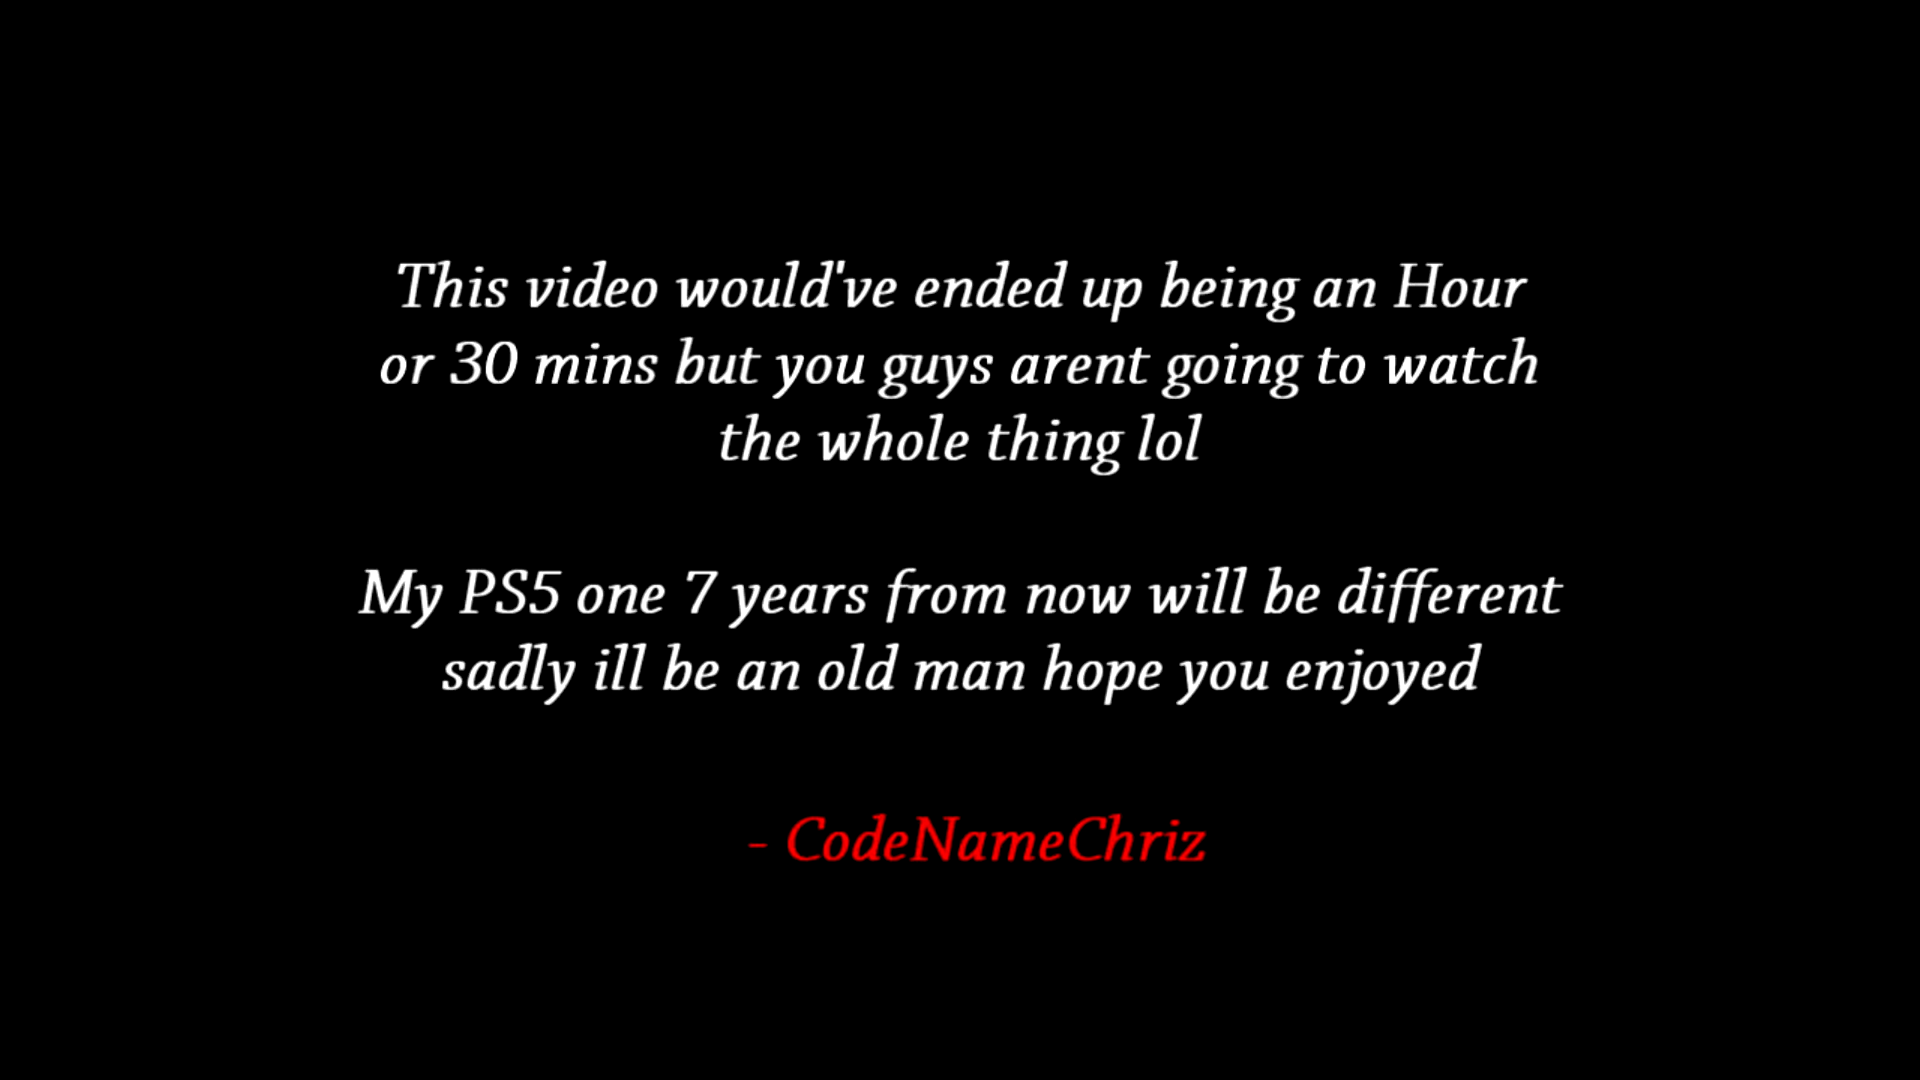 This video would've ended up being an Hour
or 30 mins but you guys arent going to watch
the whole thing lol
My PS5 one 7 years from now will be different
sadly ill be an old man hope you enjoyed
- CodeNameChriz